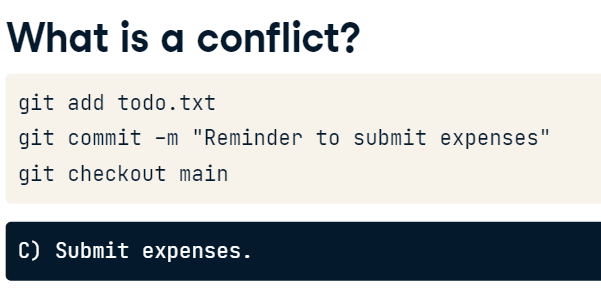 What is a conflict?
git add todo.txt
git commit -m "Reminder to submit expenses"
git checkout main
C) Submit expenses.